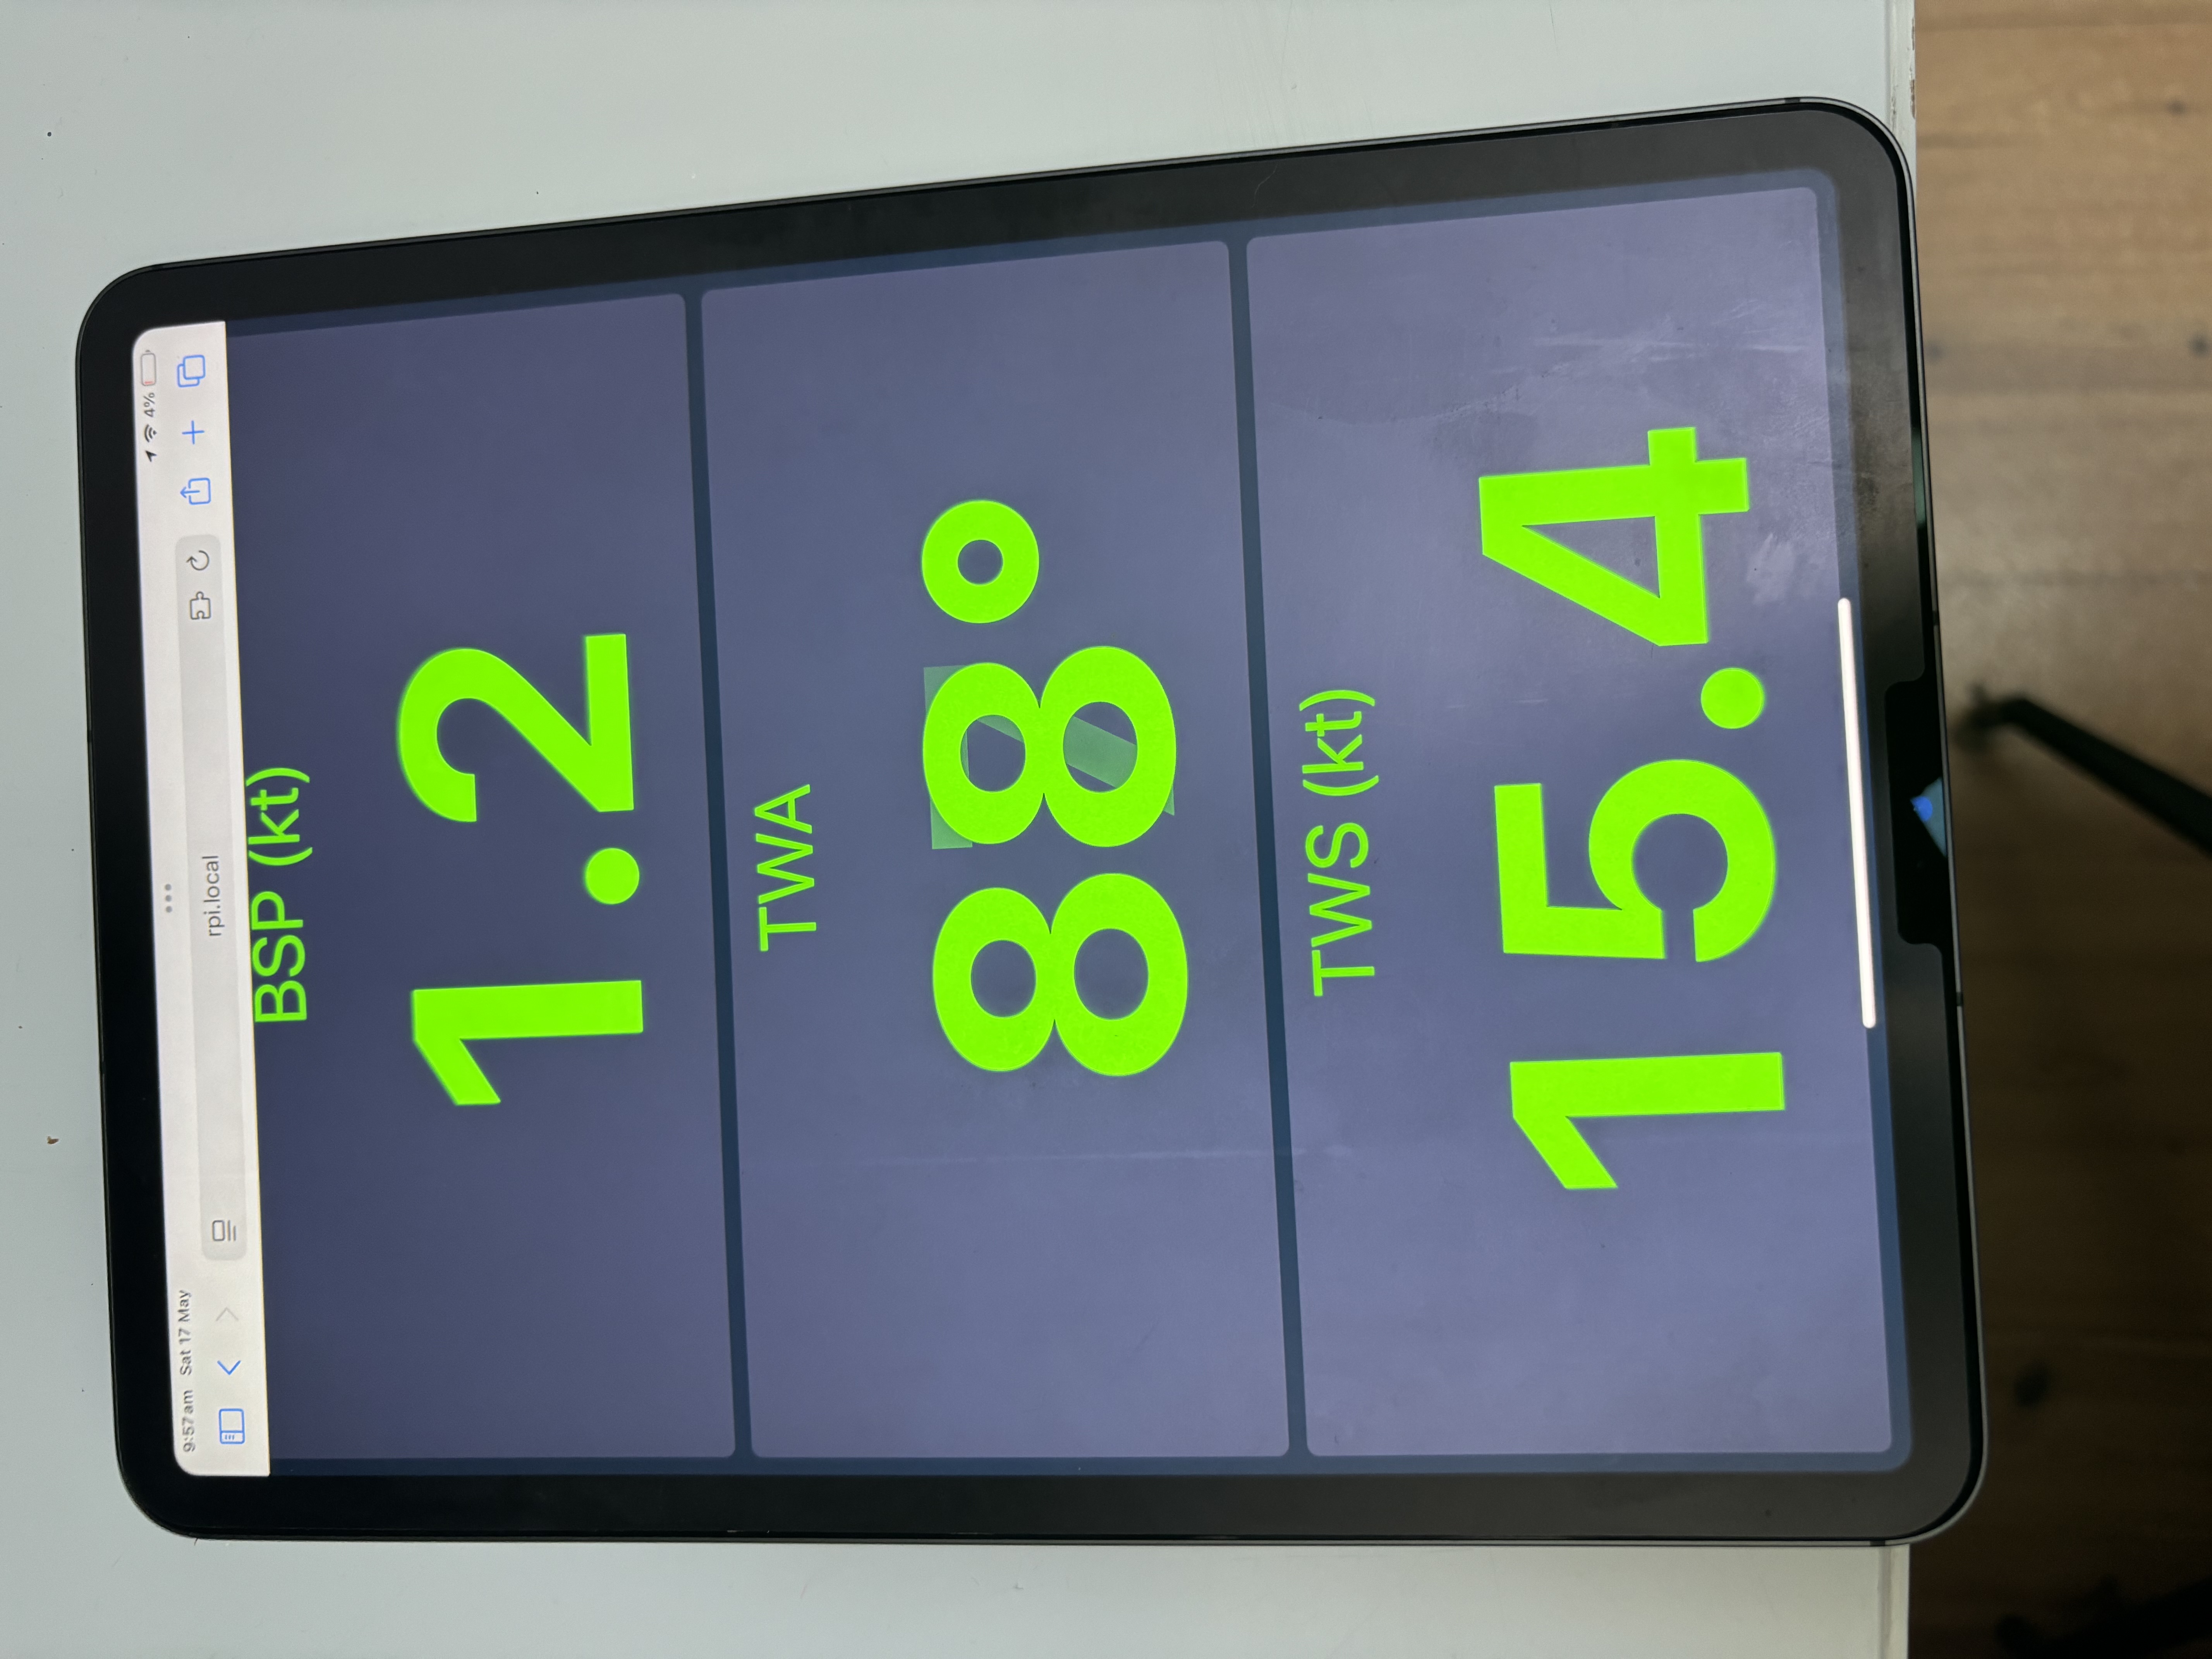 9:57 am Sat 17 May
4%
rpi.local
BSP (kt)
1.2
TWA
88°
TWS (kt)
15.4